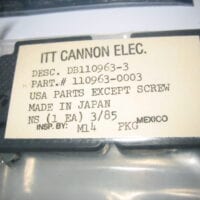 ITT CANNON ELEC.
DESC. DB110963-3
PART.# 110963-0003
USA PARTS EXCEPT SCREW
MADE IN JAPAN
NS (1 EA) 3/85 MEXICO
INSP. BY: M14 PKG